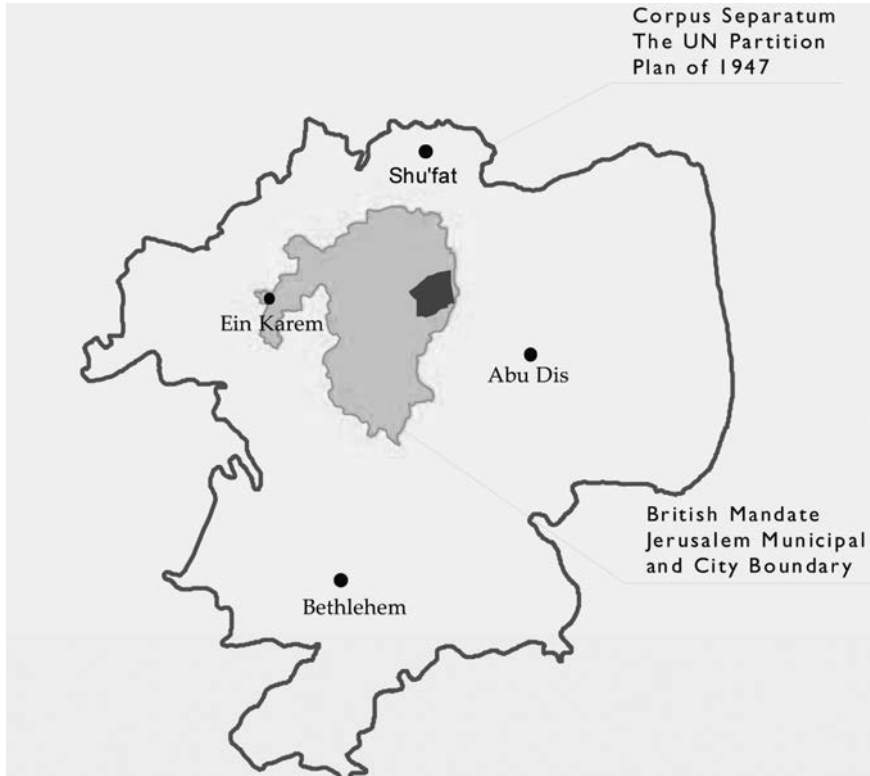 Corpus Separatum
The UN Partition
Plan of 1947
Shu'fat
Ein Karem
Abu Dis
British Mandate
Jerusalem Municipal
and City Boundary
Bethlehem